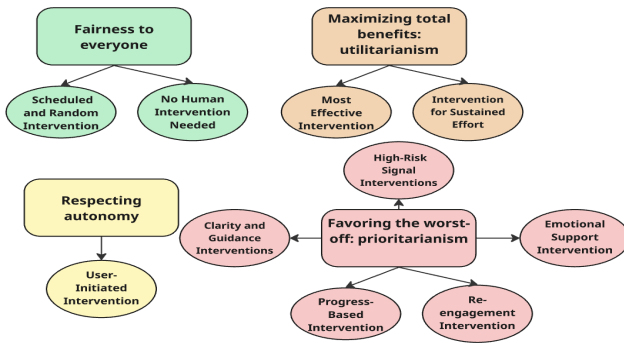 Fairness to
everyone
Maximizing total
benefits:
utilitarianism
Scheduled
and Random
Intervention
No Human
Intervention
Needed
Most
Effective
Intervention
Intervention
for Sustained
Effort
High-Risk
Signal
Interventions
Respecting
autonomy
Clarity and
Guidance
Interventions
Favoring the worst-
off: prioritarianism
Emotional
Support
Intervention
User-
Initiated
Intervention
Progress-
Based
Intervention
Re-
engagement
Intervention